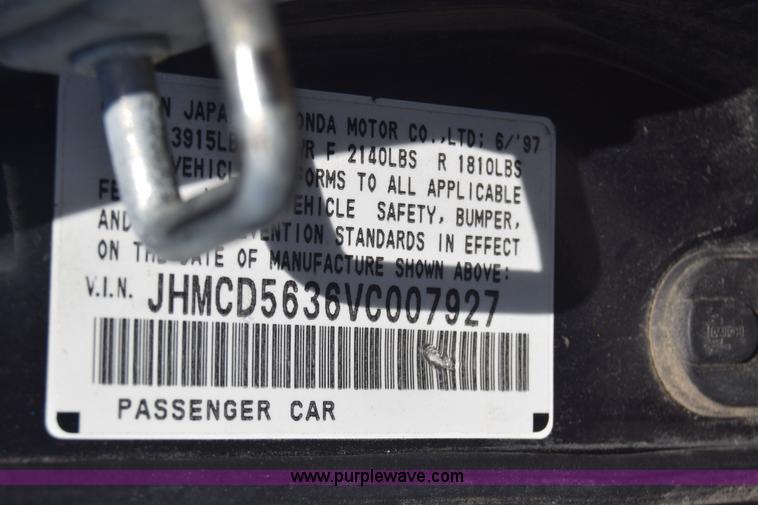 N JAPA ONDA MOTOR CO.,LTD; 6/'97
3915LB R F 2140LBS R 1810LBS
VEHICL ORMS TO ALL APPLICABLE
FE EHICLE SAFETY, BUMPER,
AND VENTION STANDARDS IN EFFECT
ON THE DATE OF MANUFACTURE SHOWN ABOVE:
V.I.N. JHMCD5636VC007927
PASSENGER CAR
www.purplewave.com